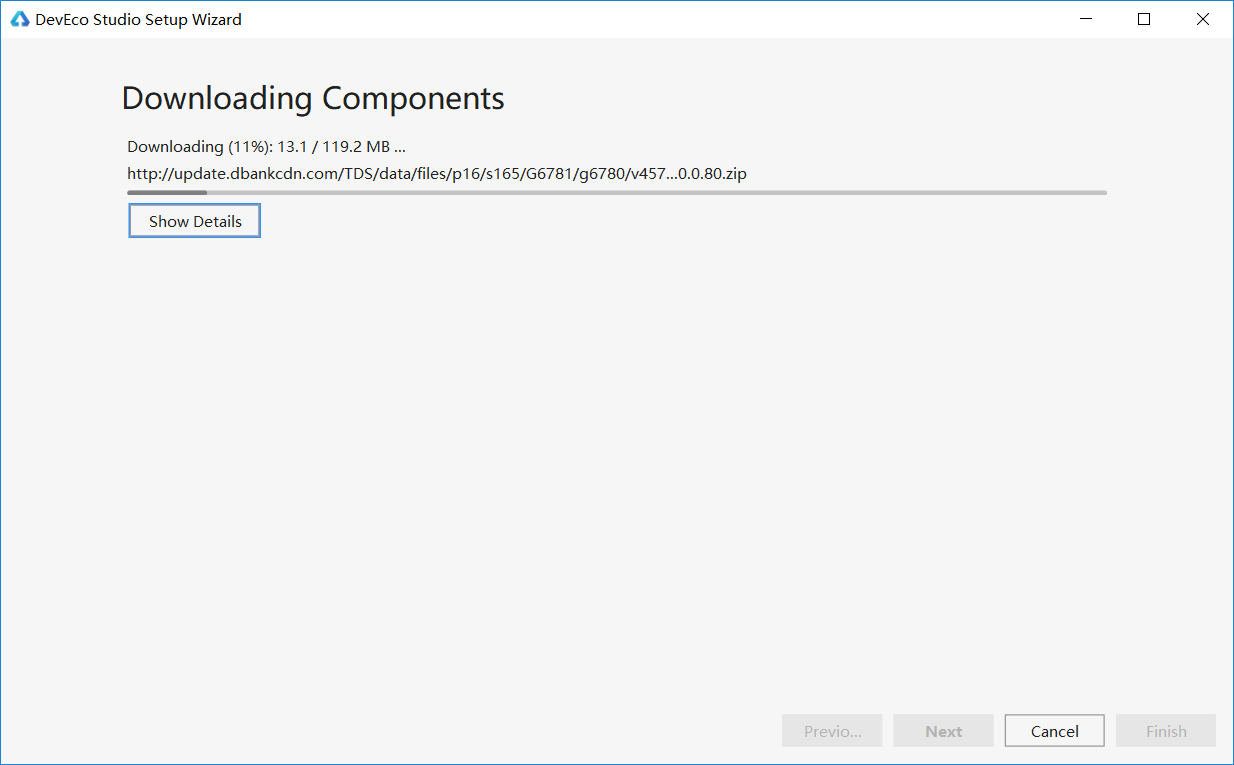 DevEco Studio Setup Wizard
Downloading Components
Downloading (11%): 13.1 / 119.2 MB ...
http://update.dbankcdn.com/TDS/data/files/p16/s165/G6781/g6780/v457...0.0.80.zip
Show Details
Previo... Next Cancel Finish